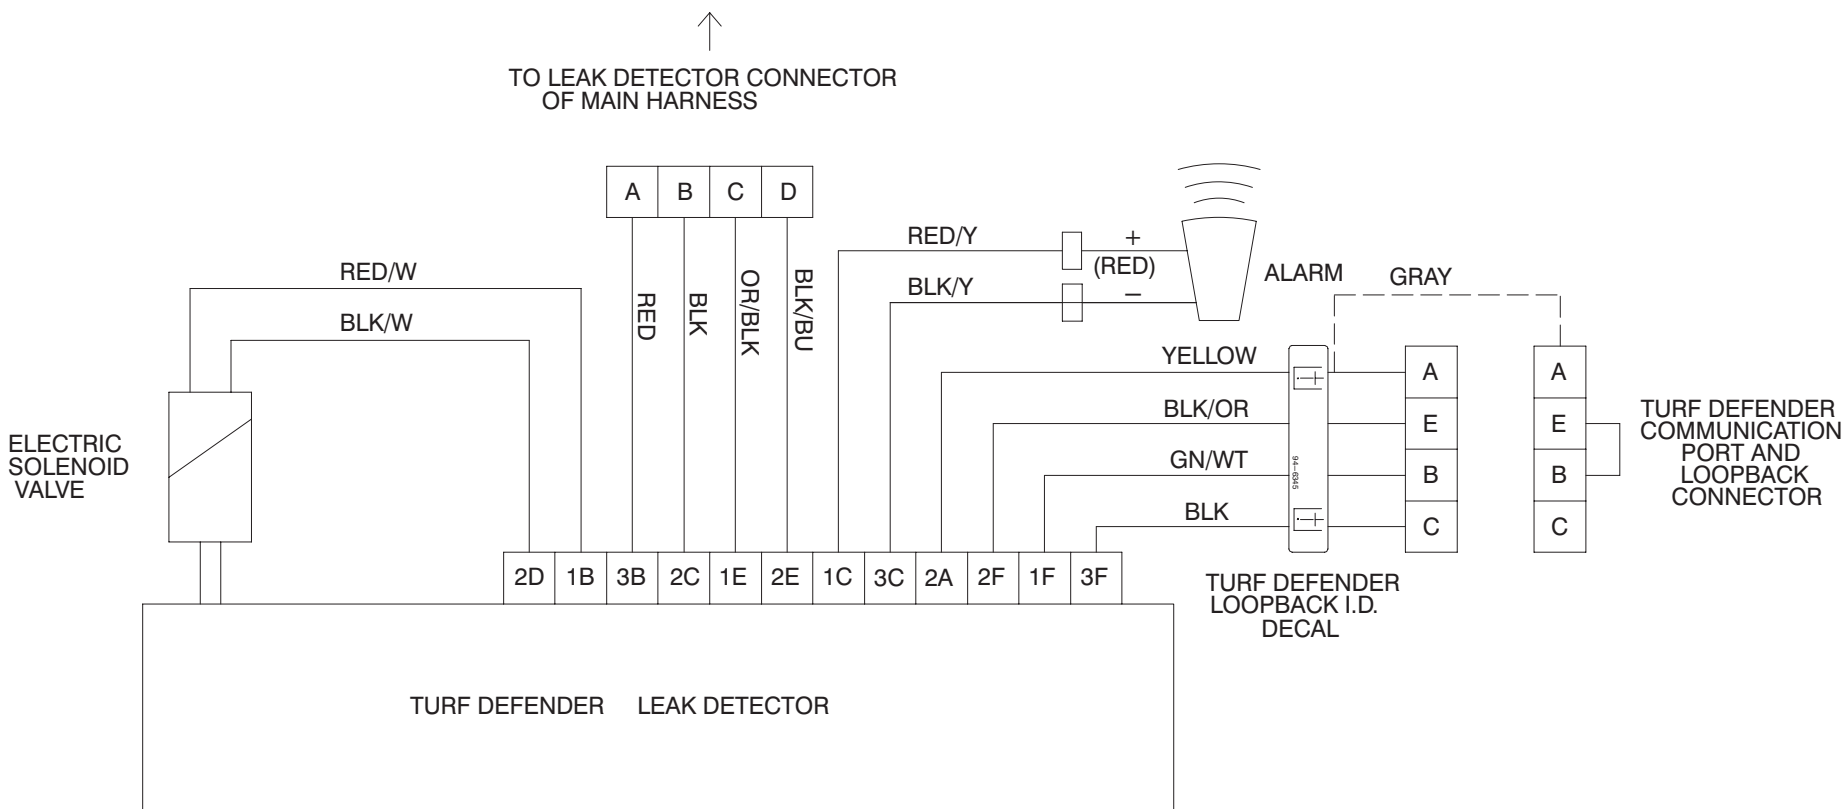 TO LEAK DETECTOR CONNECTOR
OF MAIN HARNESS
A B C D
RED/W
BLK/W
RED
BLK
OR/BLK
BLK/BU
RED/Y
BLK/Y
+
(RED)
−
ALARM
GRAY
YELLOW
BLK/OR
GN/WT
BLK
94-6345
A
E
B
C
A
E
B
C
TURF DEFENDER
COMMUNICATION
PORT AND
LOOPBACK
CONNECTOR
ELECTRIC
SOLENOID
VALVE
2D 1B 3B 2C 1E 2E 1C 3C 2A 2F 1F 3F
TURF DEFENDER
LOOPBACK I.D.
DECAL
TURF DEFENDER LEAK DETECTOR